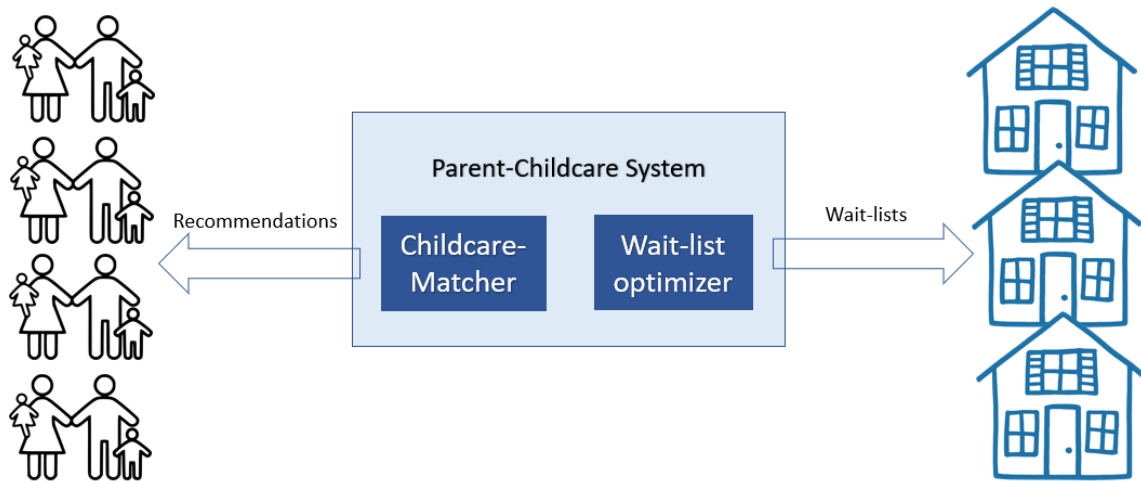 Parent-Childcare System
Recommendations
Childcare-
Matcher
Wait-list
optimizer
Wait-lists